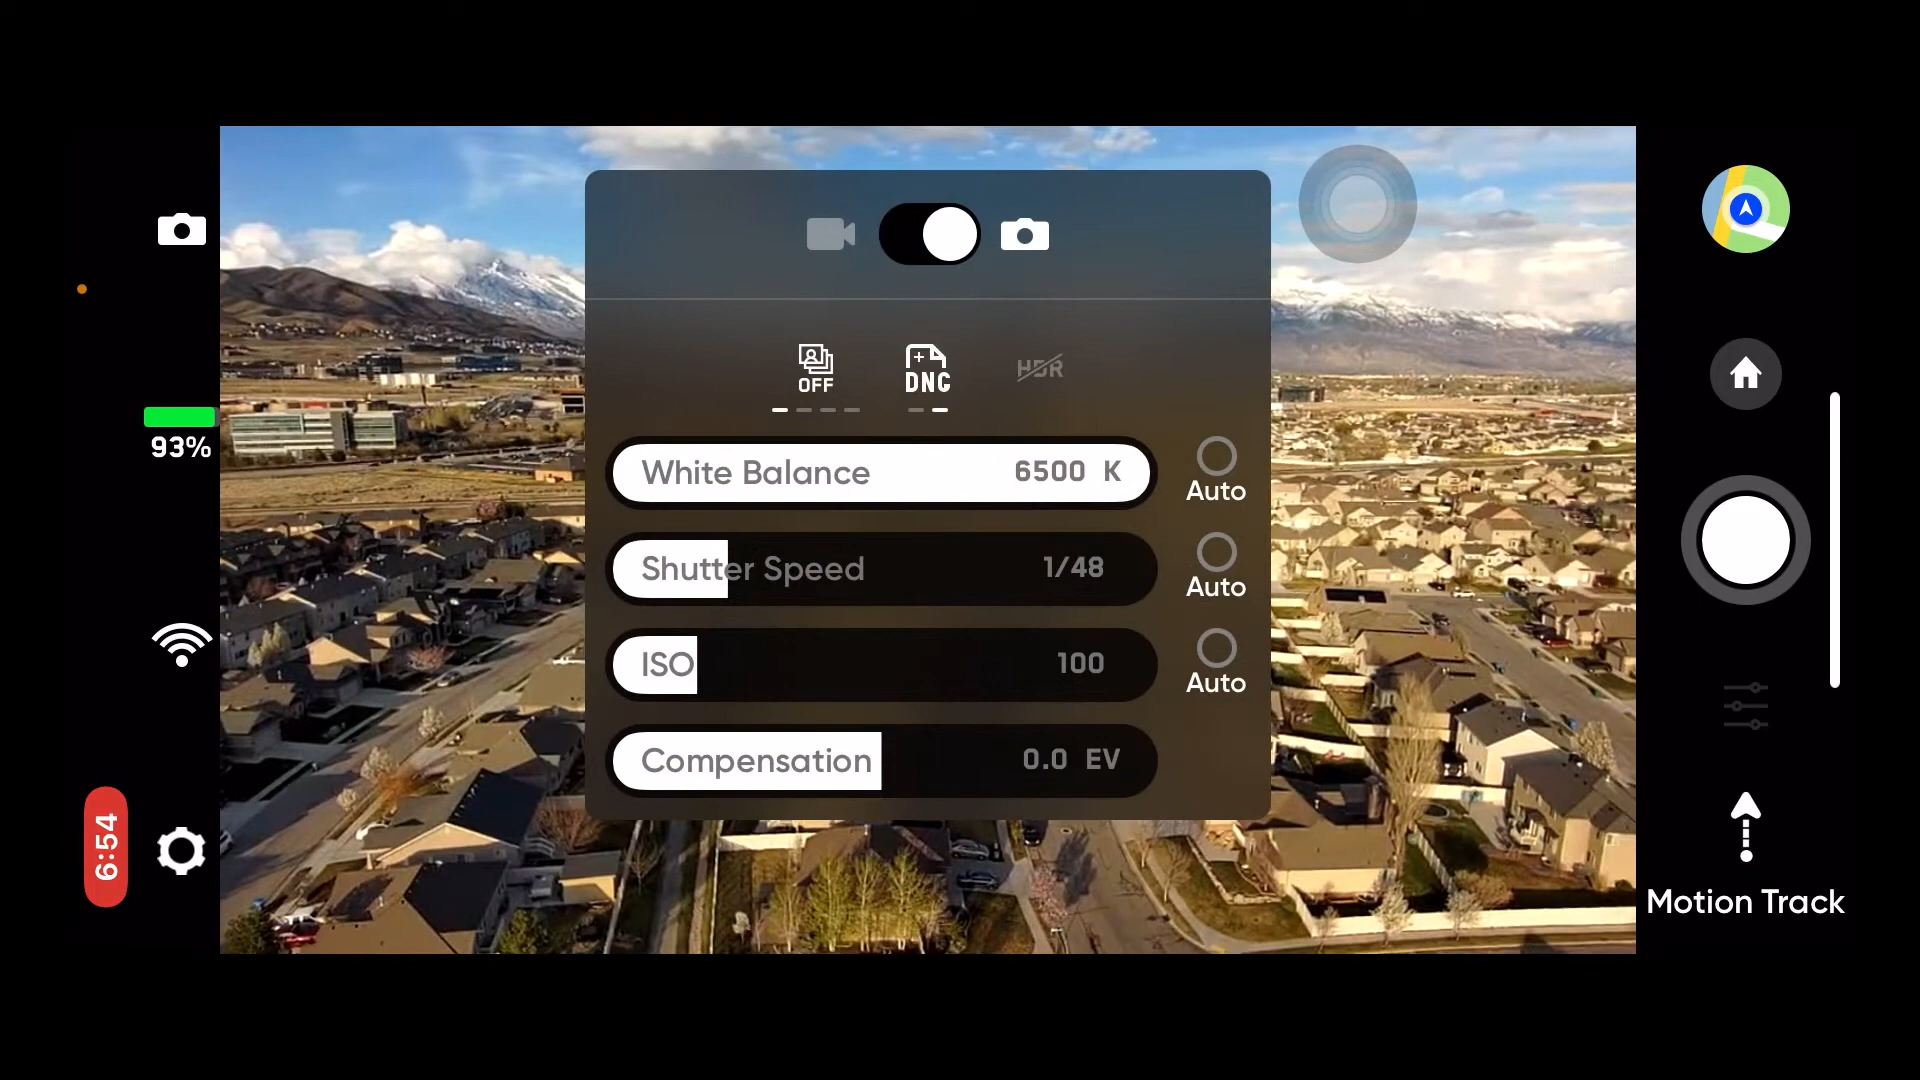 OFF
DNG
HDR
93%
White Balance 6500 K
Auto
Shutter Speed 1/48
Auto
ISO 100
Auto
Compensation 0.0 EV
6:54
Motion Track